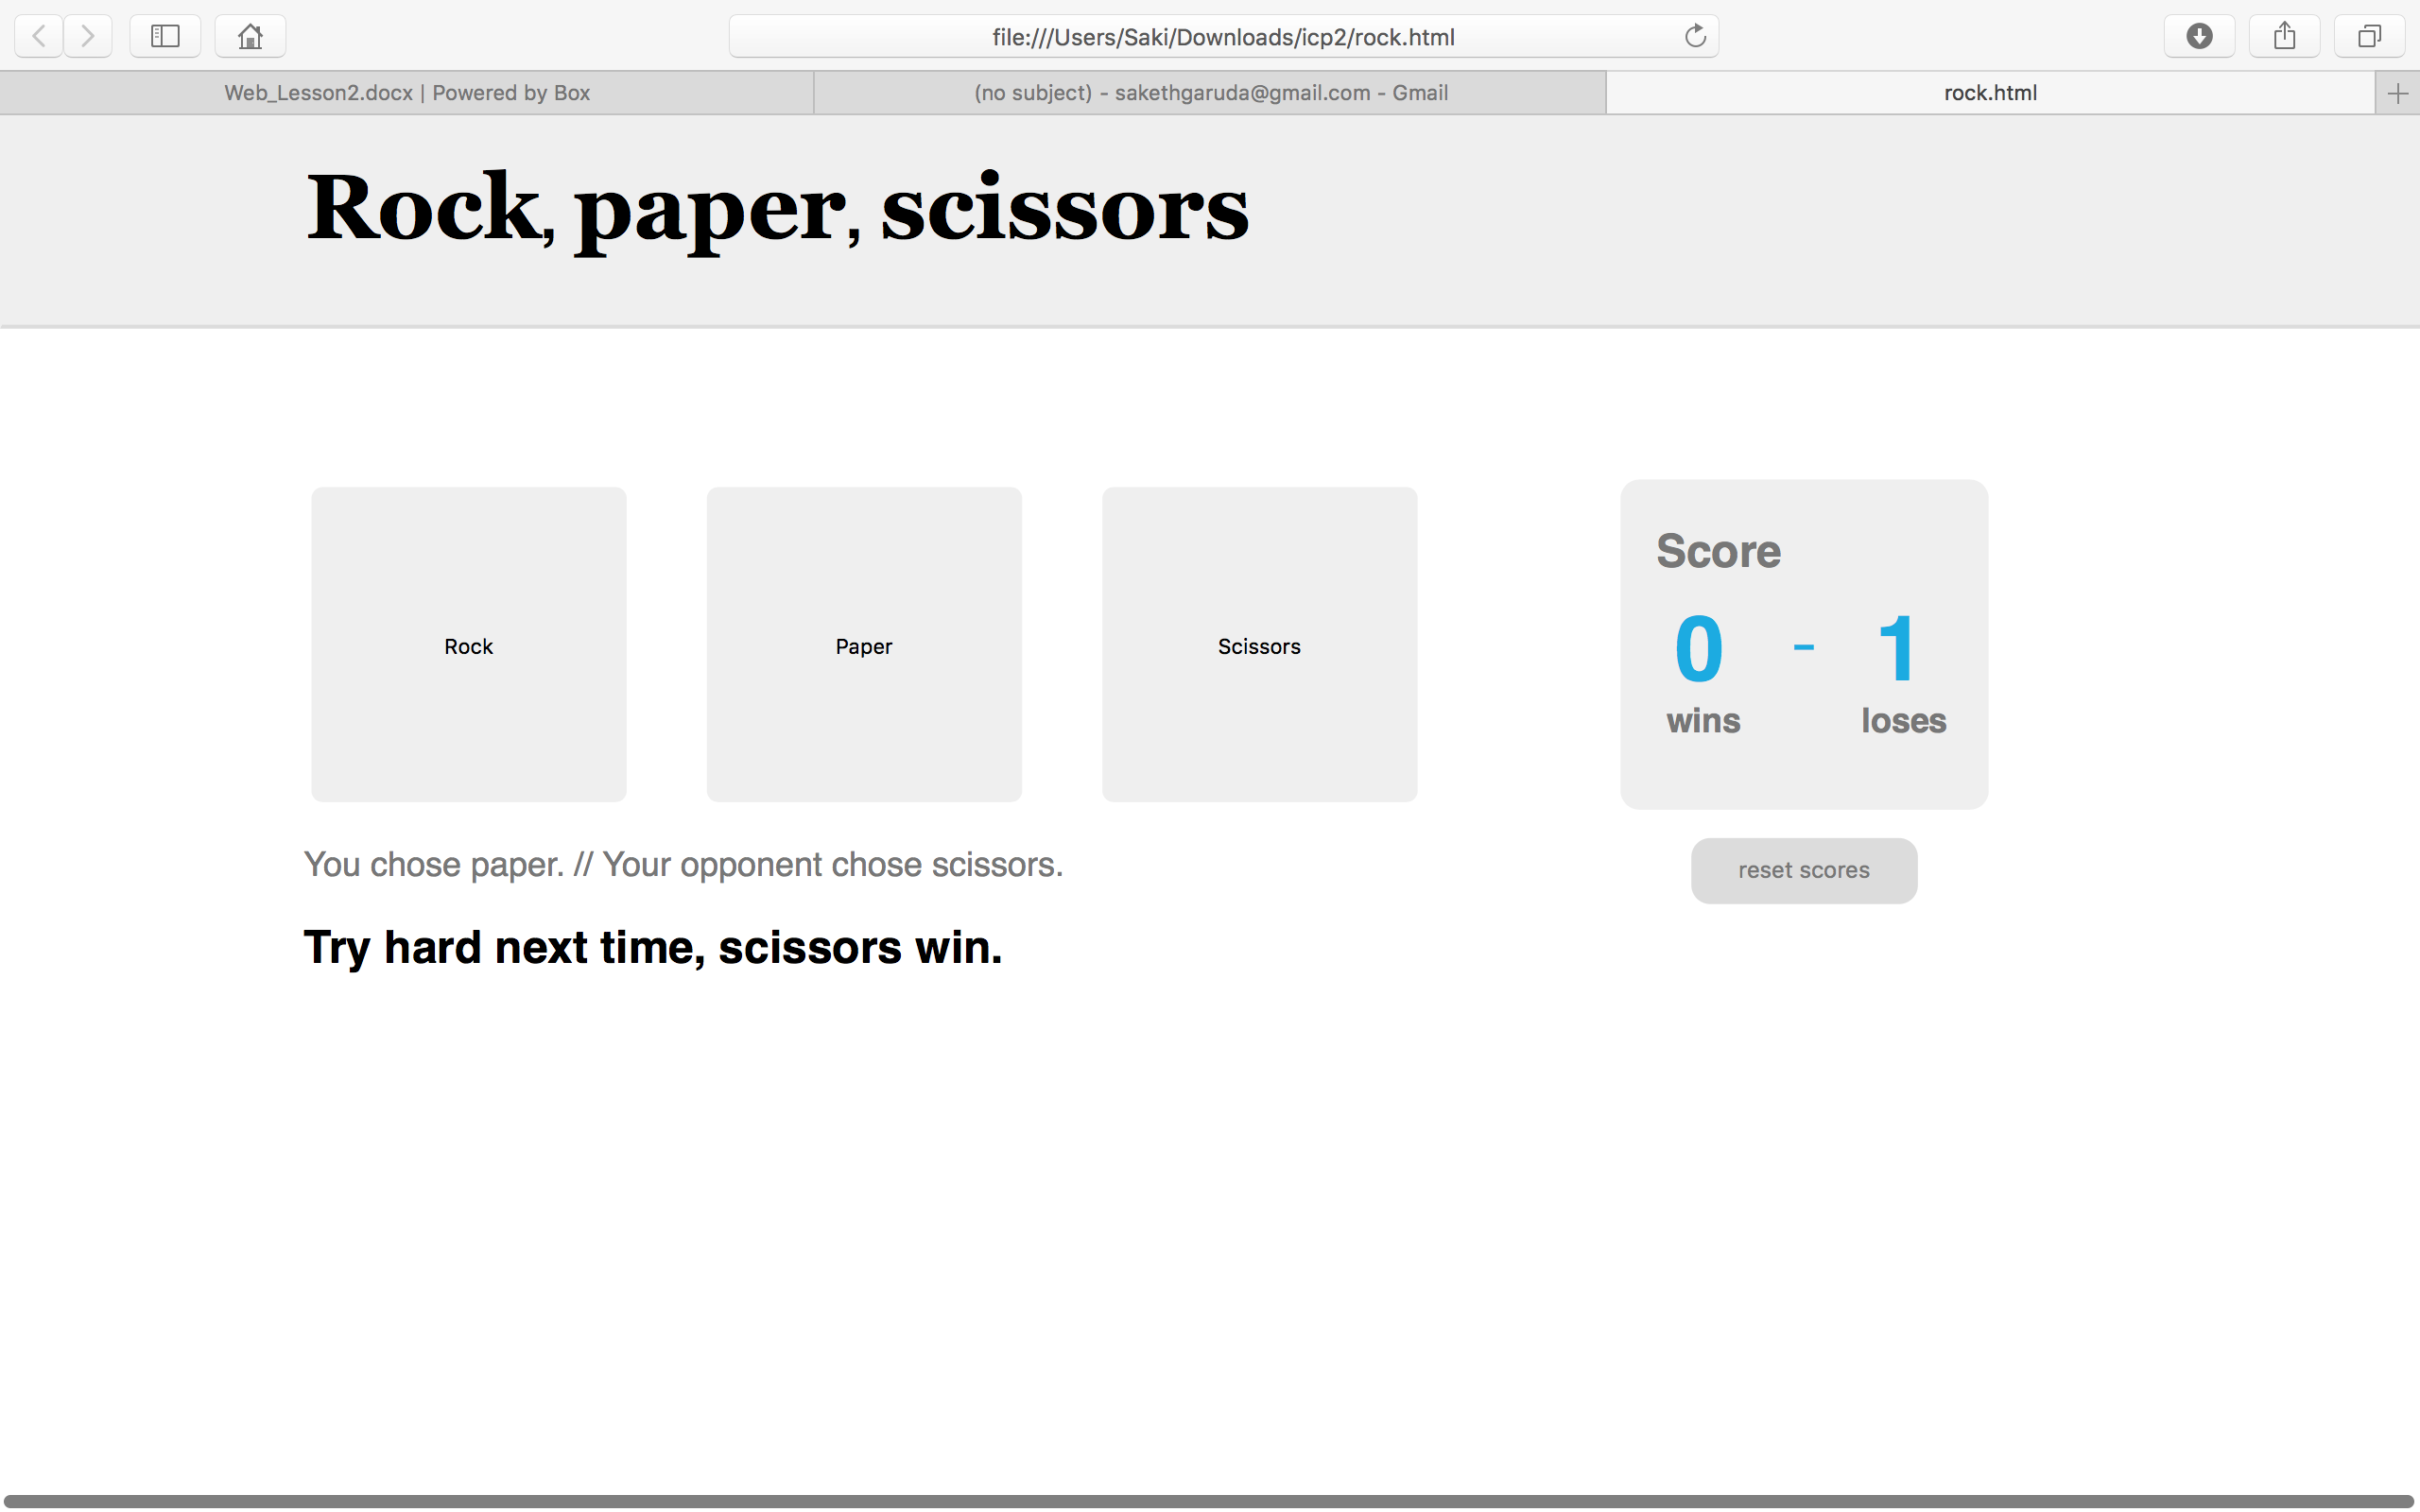 file:///Users/Saki/Downloads/icp2/rock.html
Web_Lesson2.docx | Powered by Box
(no subject) - sakethgaruda@gmail.com - Gmail
rock.html
Rock, paper, scissors
Rock
Paper
Scissors
Score
0 - 1
wins loses
You chose paper. // Your opponent chose scissors.
reset scores
Try hard next time, scissors win.